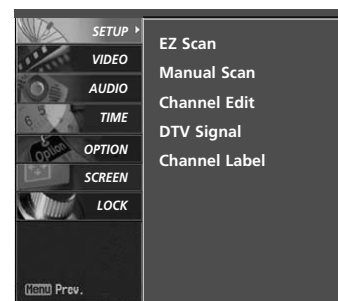 SETUP
VIDEO
AUDIO
TIME
OPTION
SCREEN
LOCK
Menu Prev.
EZ Scan
Manual Scan
Channel Edit
DTV Signal
Channel Label